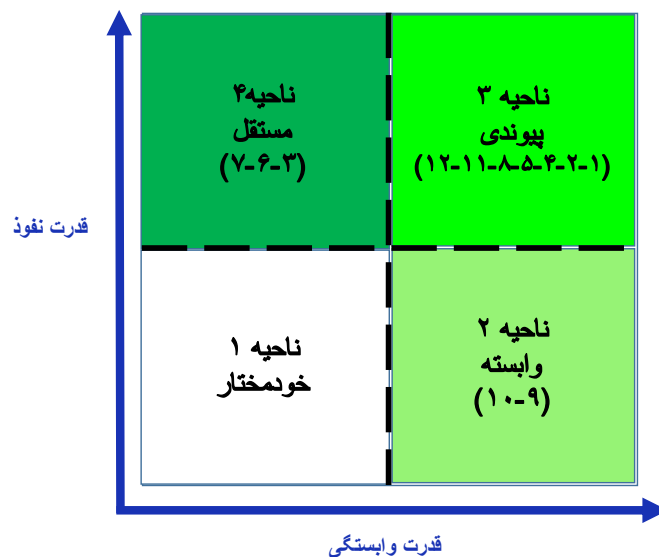 ناحیه ۳
پیوندی
(۱-۲-۴-۵-۸-۱۱-۱۲)
ناحیه۴
مستقل
(۳-۶-۷)
قدرت نفوذ
ناحیه ۲
وابسته
(۹-۱۰)
ناحیه ۱
خودمختار
قدرت وابستگی